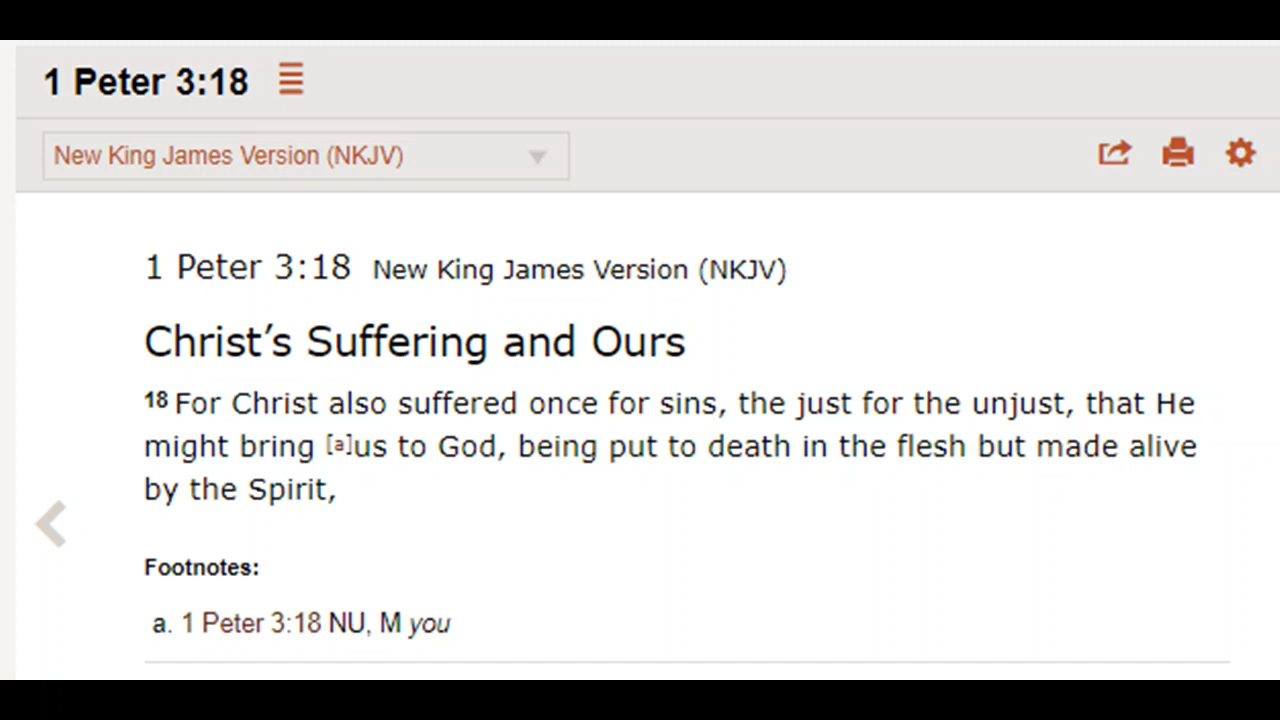 1 Peter 3:18
New King James Version (NKJV)
1 Peter 3:18 New King James Version (NKJV)
Christ’s Suffering and Ours
18 For Christ also suffered once for sins, the just for the unjust, that He
might bring [a]us to God, being put to death in the flesh but made alive
by the Spirit,
Footnotes:
a. 1 Peter 3:18 NU, M you